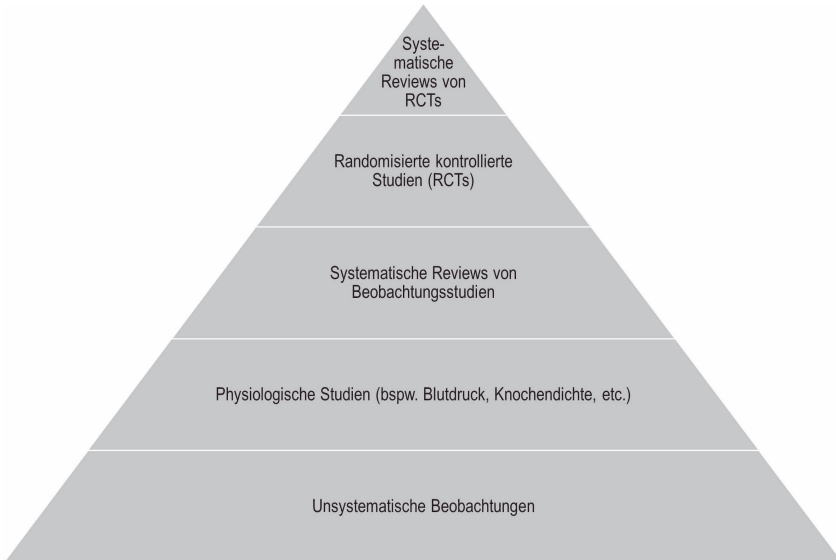 Syste-
matische
Reviews von
RCTs
Randomisierte kontrollierte
Studien (RCTs)
Systematische Reviews von
Beobachtungsstudien
Physiologische Studien (bspw. Blutdruck, Knochendichte, etc.)
Unsystematische Beobachtungen